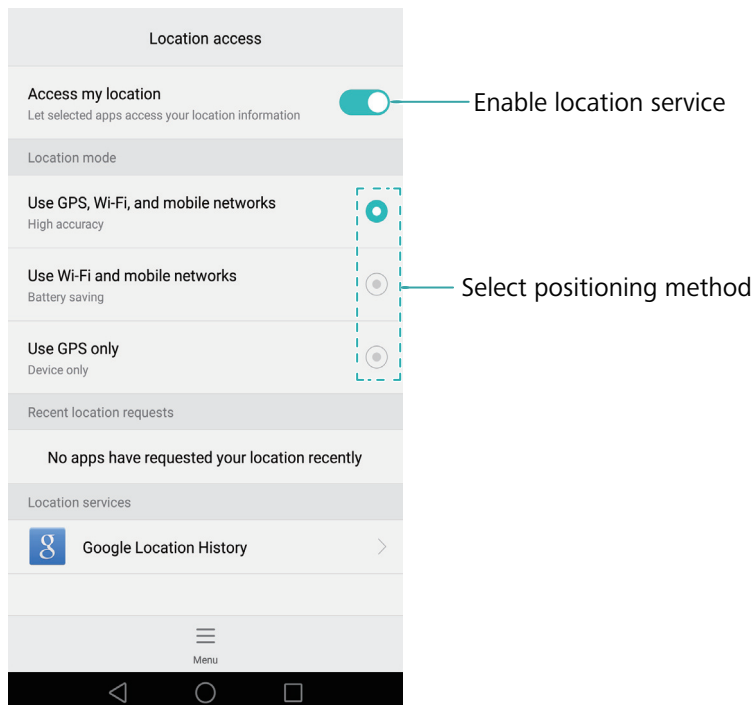 Location access
Access my location
Let selected apps access your location information
Enable location service
Location mode
Use GPS, Wi-Fi, and mobile networks
High accuracy
Use Wi-Fi and mobile networks
Battery saving
Select positioning method
Use GPS only
Device only
Recent location requests
No apps have requested your location recently
Location services
g
Google Location History
Menu